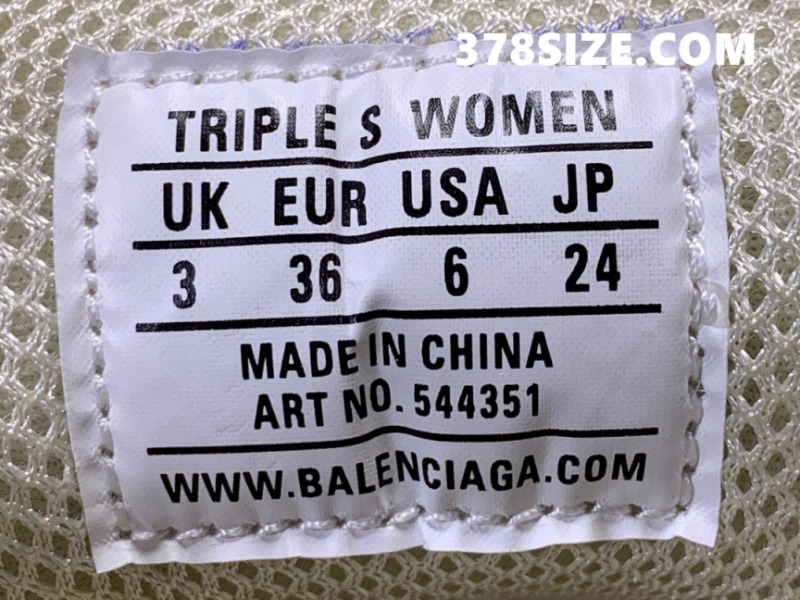 378SIZE.COM
TRIPLE S WOMEN
UK EUR USA JP
3 36 6 24
MADE IN CHINA
ART NO. 544351
WWW.BALENCIAGA.COM